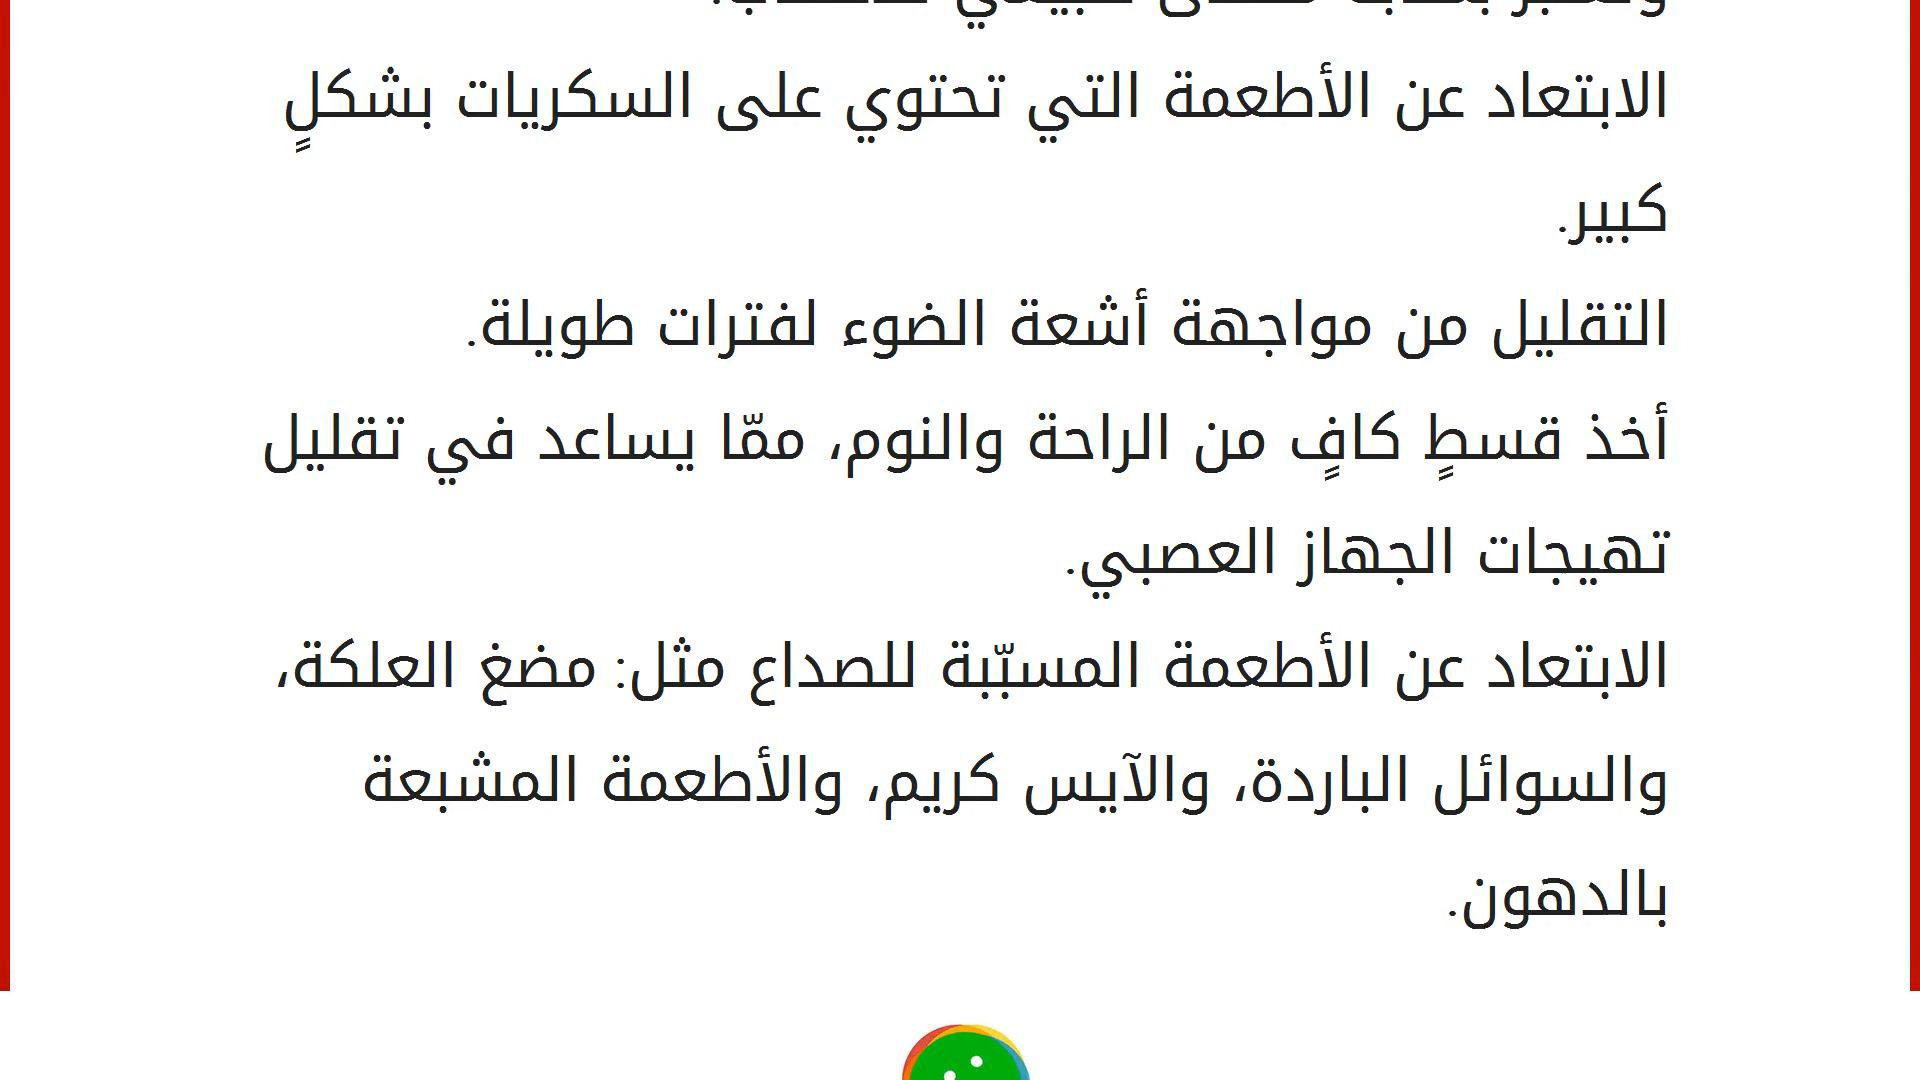 الابتعاد عن الأطعمة التي تحتوي على السكريات بشكلٍ
كبير.
التقليل من مواجهة أشعة الضوء لفترات طويلة.
أخذ قسطٍ كافٍ من الراحة والنوم، ممّا يساعد في تقليل
تهيجات الجهاز العصبي.
الابتعاد عن الأطعمة المسبّبة للصداع مثل: مضغ العلكة،
والسوائل الباردة، والآيس كريم، والأطعمة المشبعة
بالدهون.